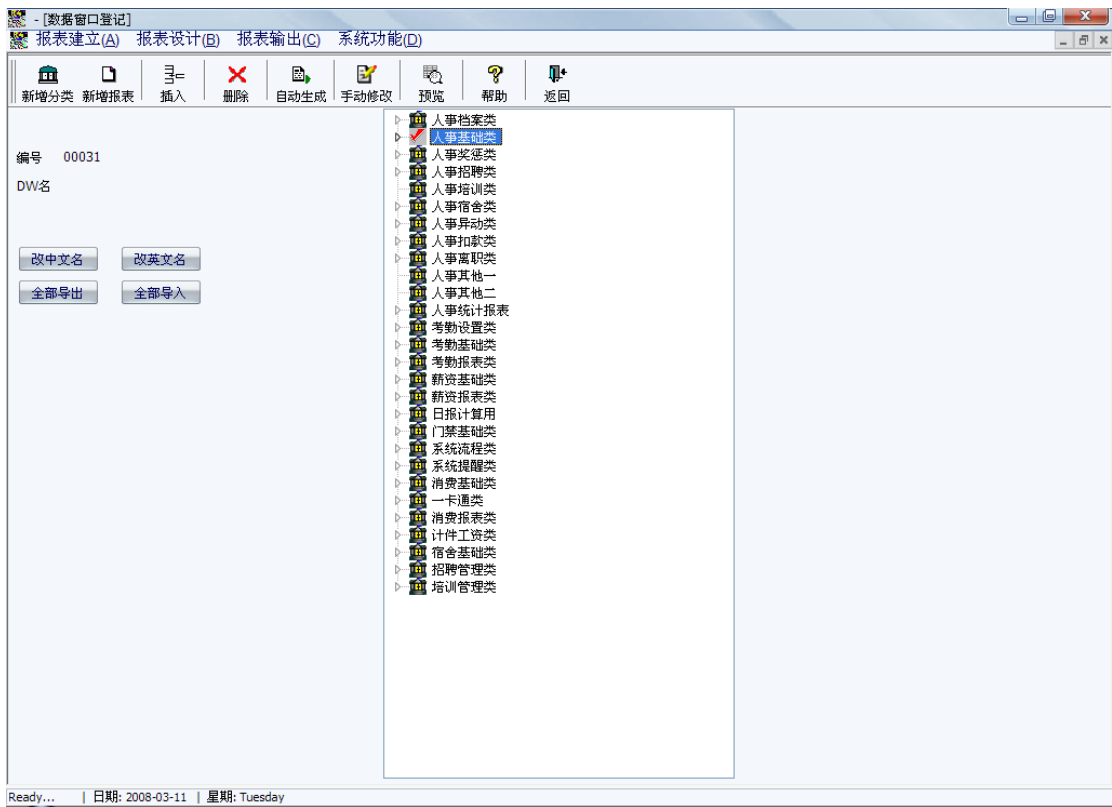 - [数据窗口登记]
报表建立(A) 报表设计(B) 报表输出(C) 系统功能(D)
新增分类 新增报表 插入 删除 自动生成 手动修改 预览 帮助 返回
编号 00031
DW名
改中文名 改英文名
全部导出 全部导入
人事档案类
人事基础类
人事奖惩类
人事招聘类
人事培训类
人事宿舍类
人事异动类
人事扣款类
人事离职类
人事其他一
人事其他二
人事统计报表
考勤设置类
考勤基础类
考勤报表类
薪资基础类
薪资报表类
日报计算用
门禁基础类
系统流程类
系统提醒类
消费基础类
一卡通类
消费报表类
计件工资类
宿舍基础类
招聘管理类
培训管理类
Ready... | 日期: 2008-03-11 | 星期: Tuesday